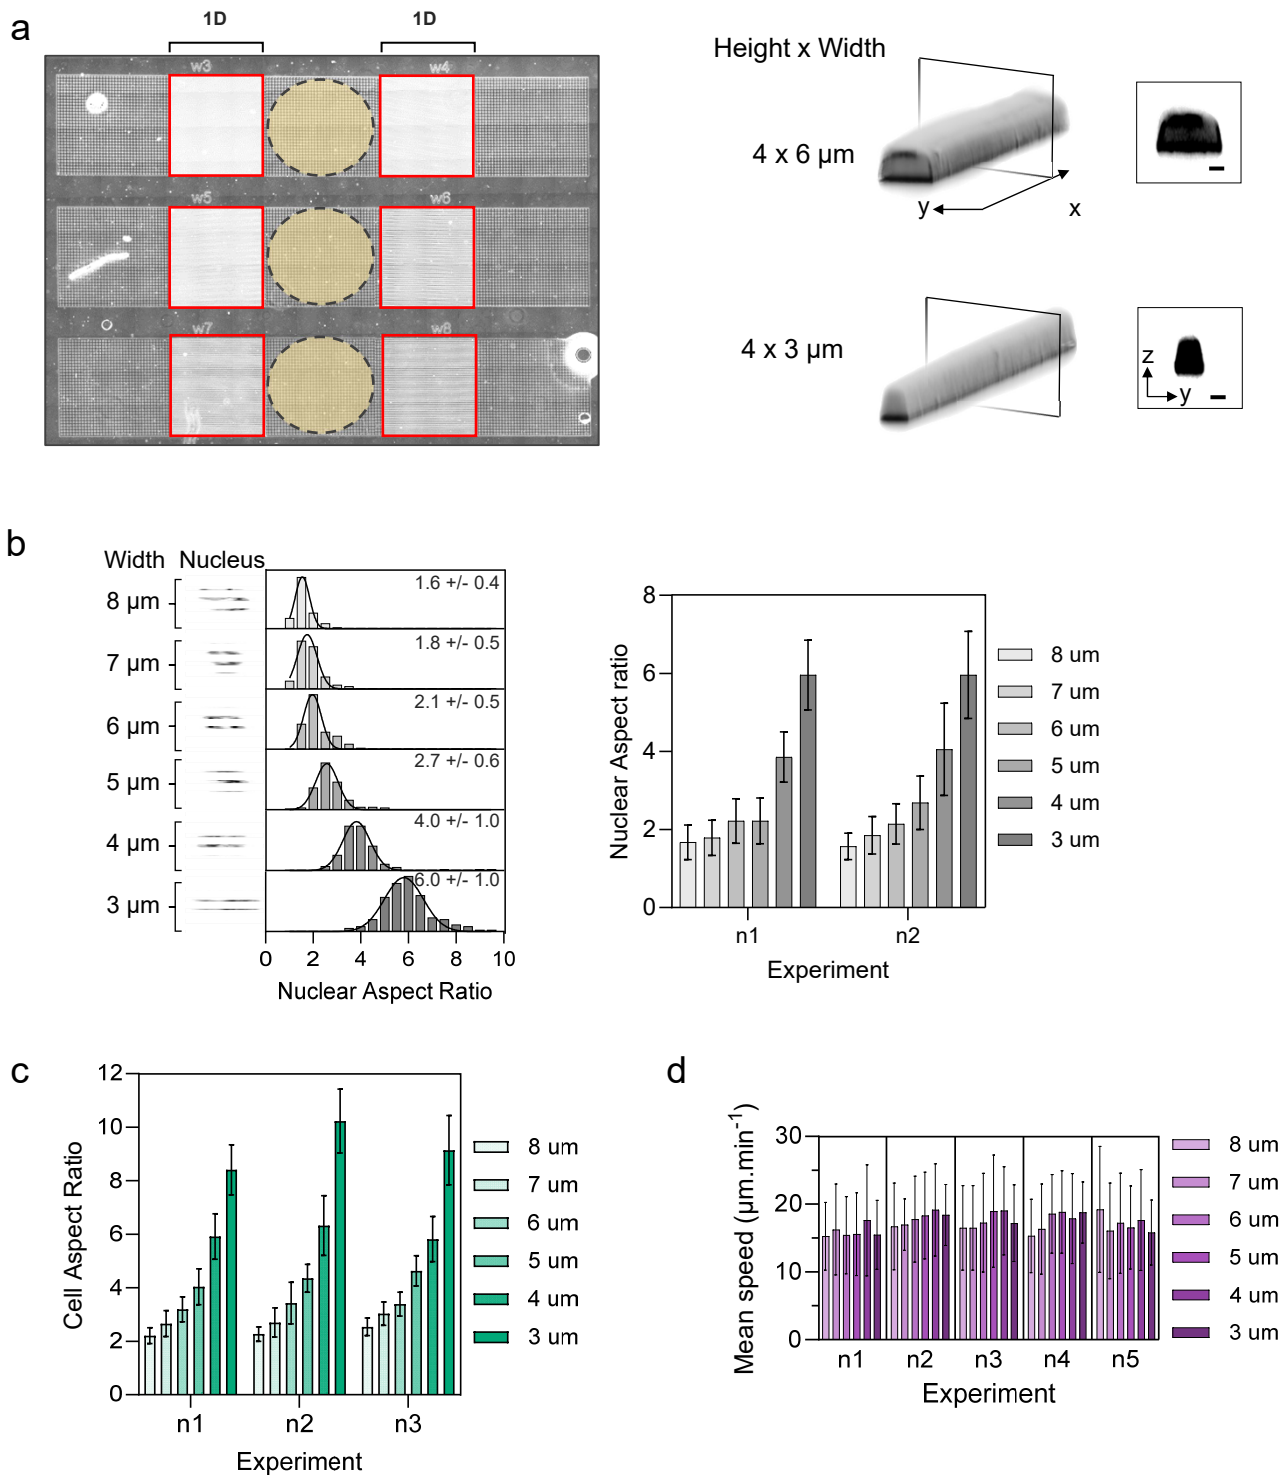 a
1D
1D
w3
w4
w5
w6
w7
w8
Height x Width
4 x 6 µm
y
x
4 x 3 µm
z
y
b
Width
Nucleus
8 µm
1.6 +/- 0.4
7 µm
1.8 +/- 0.5
6 µm
2.1 +/- 0.5
5 µm
2.7 +/- 0.6
4 µm
4.0 +/- 1.0
3 µm
6.0 +/- 1.0
0 2 4 6 8 10
Nuclear Aspect Ratio
Nuclear Aspect ratio
8
6
4
2
0
n1 n2
Experiment
8 um
7 um
6 um
5 um
4 um
3 um
c
Cell Aspect Ratio
12
10
8
6
4
2
0
n1 n2 n3
Experiment
8 um
7 um
6 um
5 um
4 um
3 um
d
Mean speed (µm.min⁻¹)
30
20
10
0
n1 n2 n3 n4 n5
Experiment
8 um
7 um
6 um
5 um
4 um
3 um